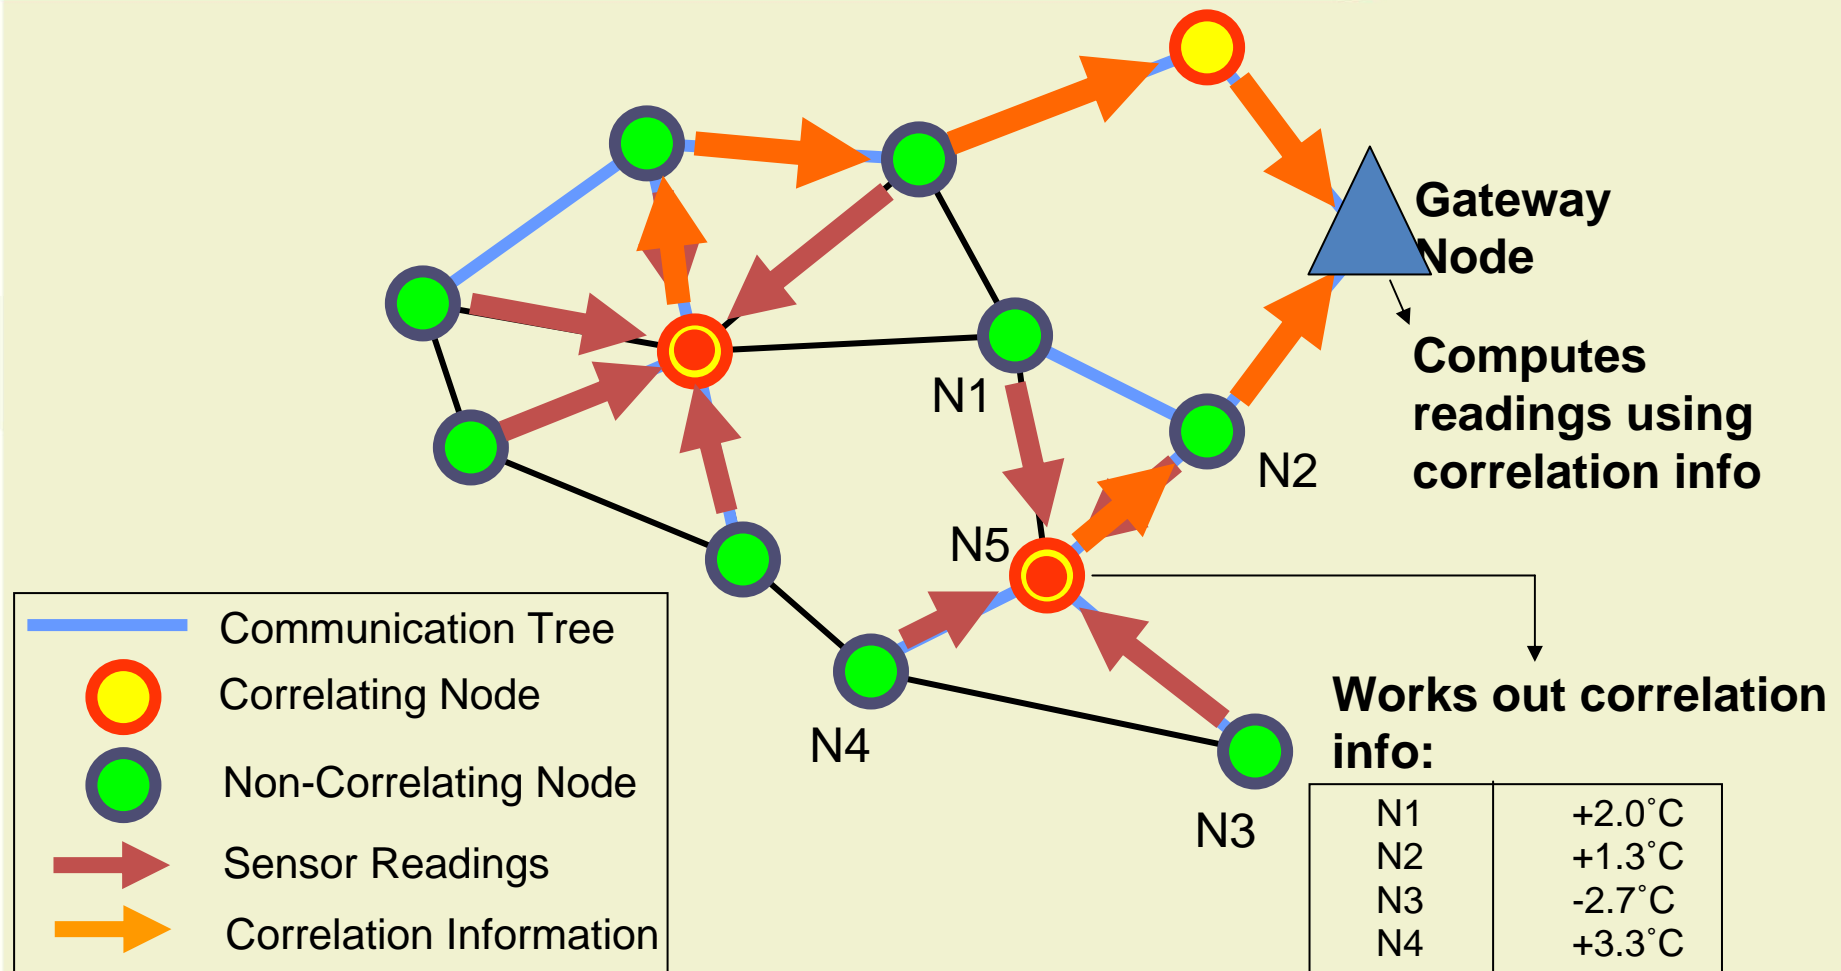 Gateway
Node
Computes
readings using
correlation info
N1
N2
N5
N4
N3
Works out correlation
info:
N1 +2.0˚C
N2 +1.3˚C
N3 -2.7˚C
N4 +3.3˚C
Communication Tree
Correlating Node
Non-Correlating Node
Sensor Readings
Correlation Information